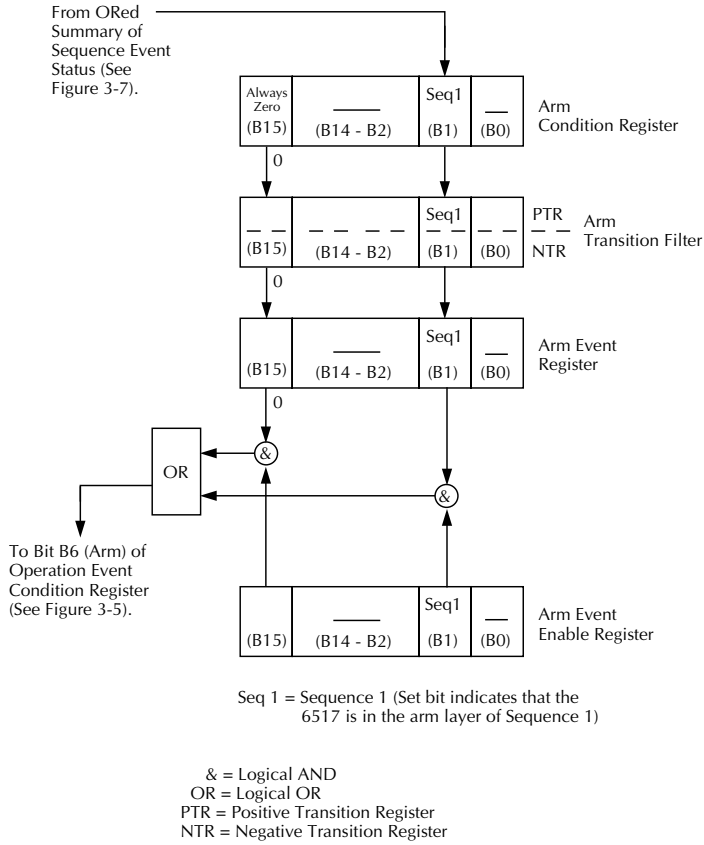 From ORed
Summary of
Sequence Event
Status (See
Figure 3-7).
Always
Zero
(B15)
(B14 - B2)
Seq1
(B1)
(B0)
Arm
Condition Register
0
(B15)
(B14 - B2)
Seq1
(B1)
(B0)
PTR
NTR
Arm
Transition Filter
0
(B15)
(B14 - B2)
Seq1
(B1)
(B0)
Arm Event
Register
0
&
OR
&
To Bit B6 (Arm) of
Operation Event
Condition Register
(See Figure 3-5).
(B15)
(B14 - B2)
Seq1
(B1)
(B0)
Arm Event
Enable Register
Seq 1 = Sequence 1 (Set bit indicates that the
6517 is in the arm layer of Sequence 1)
& = Logical AND
OR = Logical OR
PTR = Positive Transition Register
NTR = Negative Transition Register